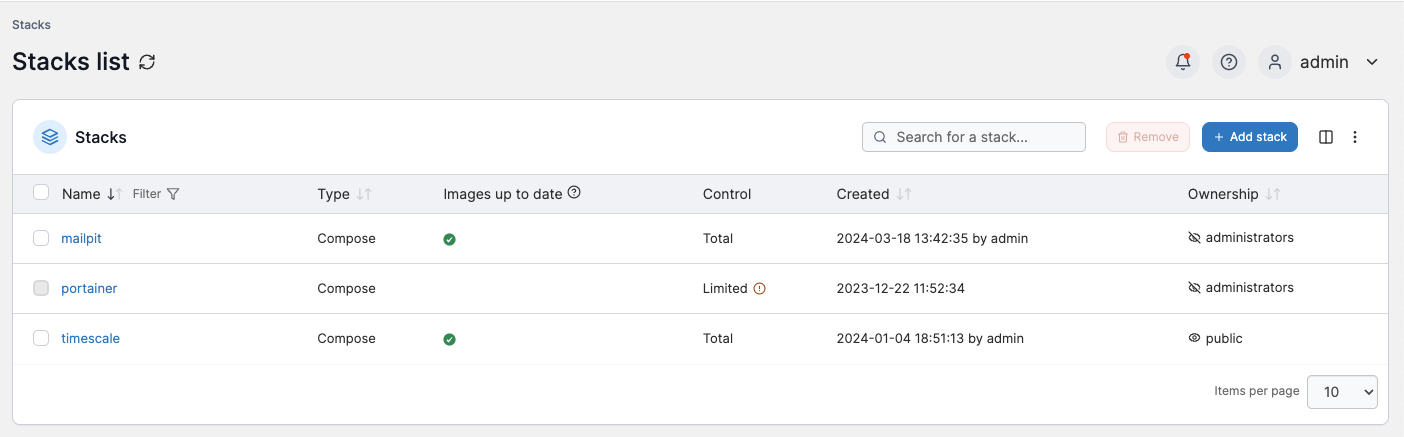 Stacks
Stacks list
admin
Stacks
Search for a stack...
Remove
+ Add stack
Name Filter Type Images up to date Control Created Ownership
mailpit Compose Total 2024-03-18 13:42:35 by admin administrators
portainer Compose Limited 2023-12-22 11:52:34 administrators
timescale Compose Total 2024-01-04 18:51:13 by admin public
Items per page 10